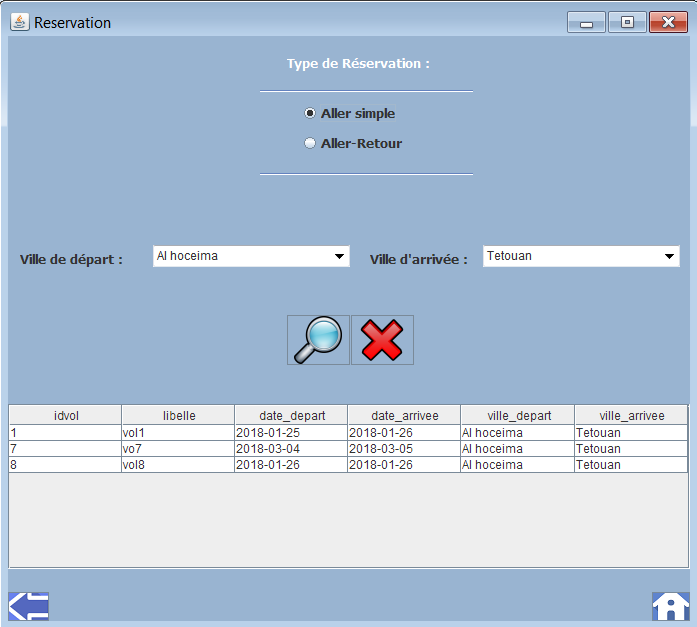 Reservation
Type de Réservation :
Aller simple
Aller-Retour
Ville de départ : Al hoceima Ville d'arrivée : Tetouan
idvol libelle date_depart date_arrivee ville_depart ville_arrivee
1 vol1 2018-01-25 2018-01-26 Al hoceima Tetouan
7 vo7 2018-03-04 2018-03-05 Al hoceima Tetouan
8 vol8 2018-01-26 2018-01-26 Al hoceima Tetouan